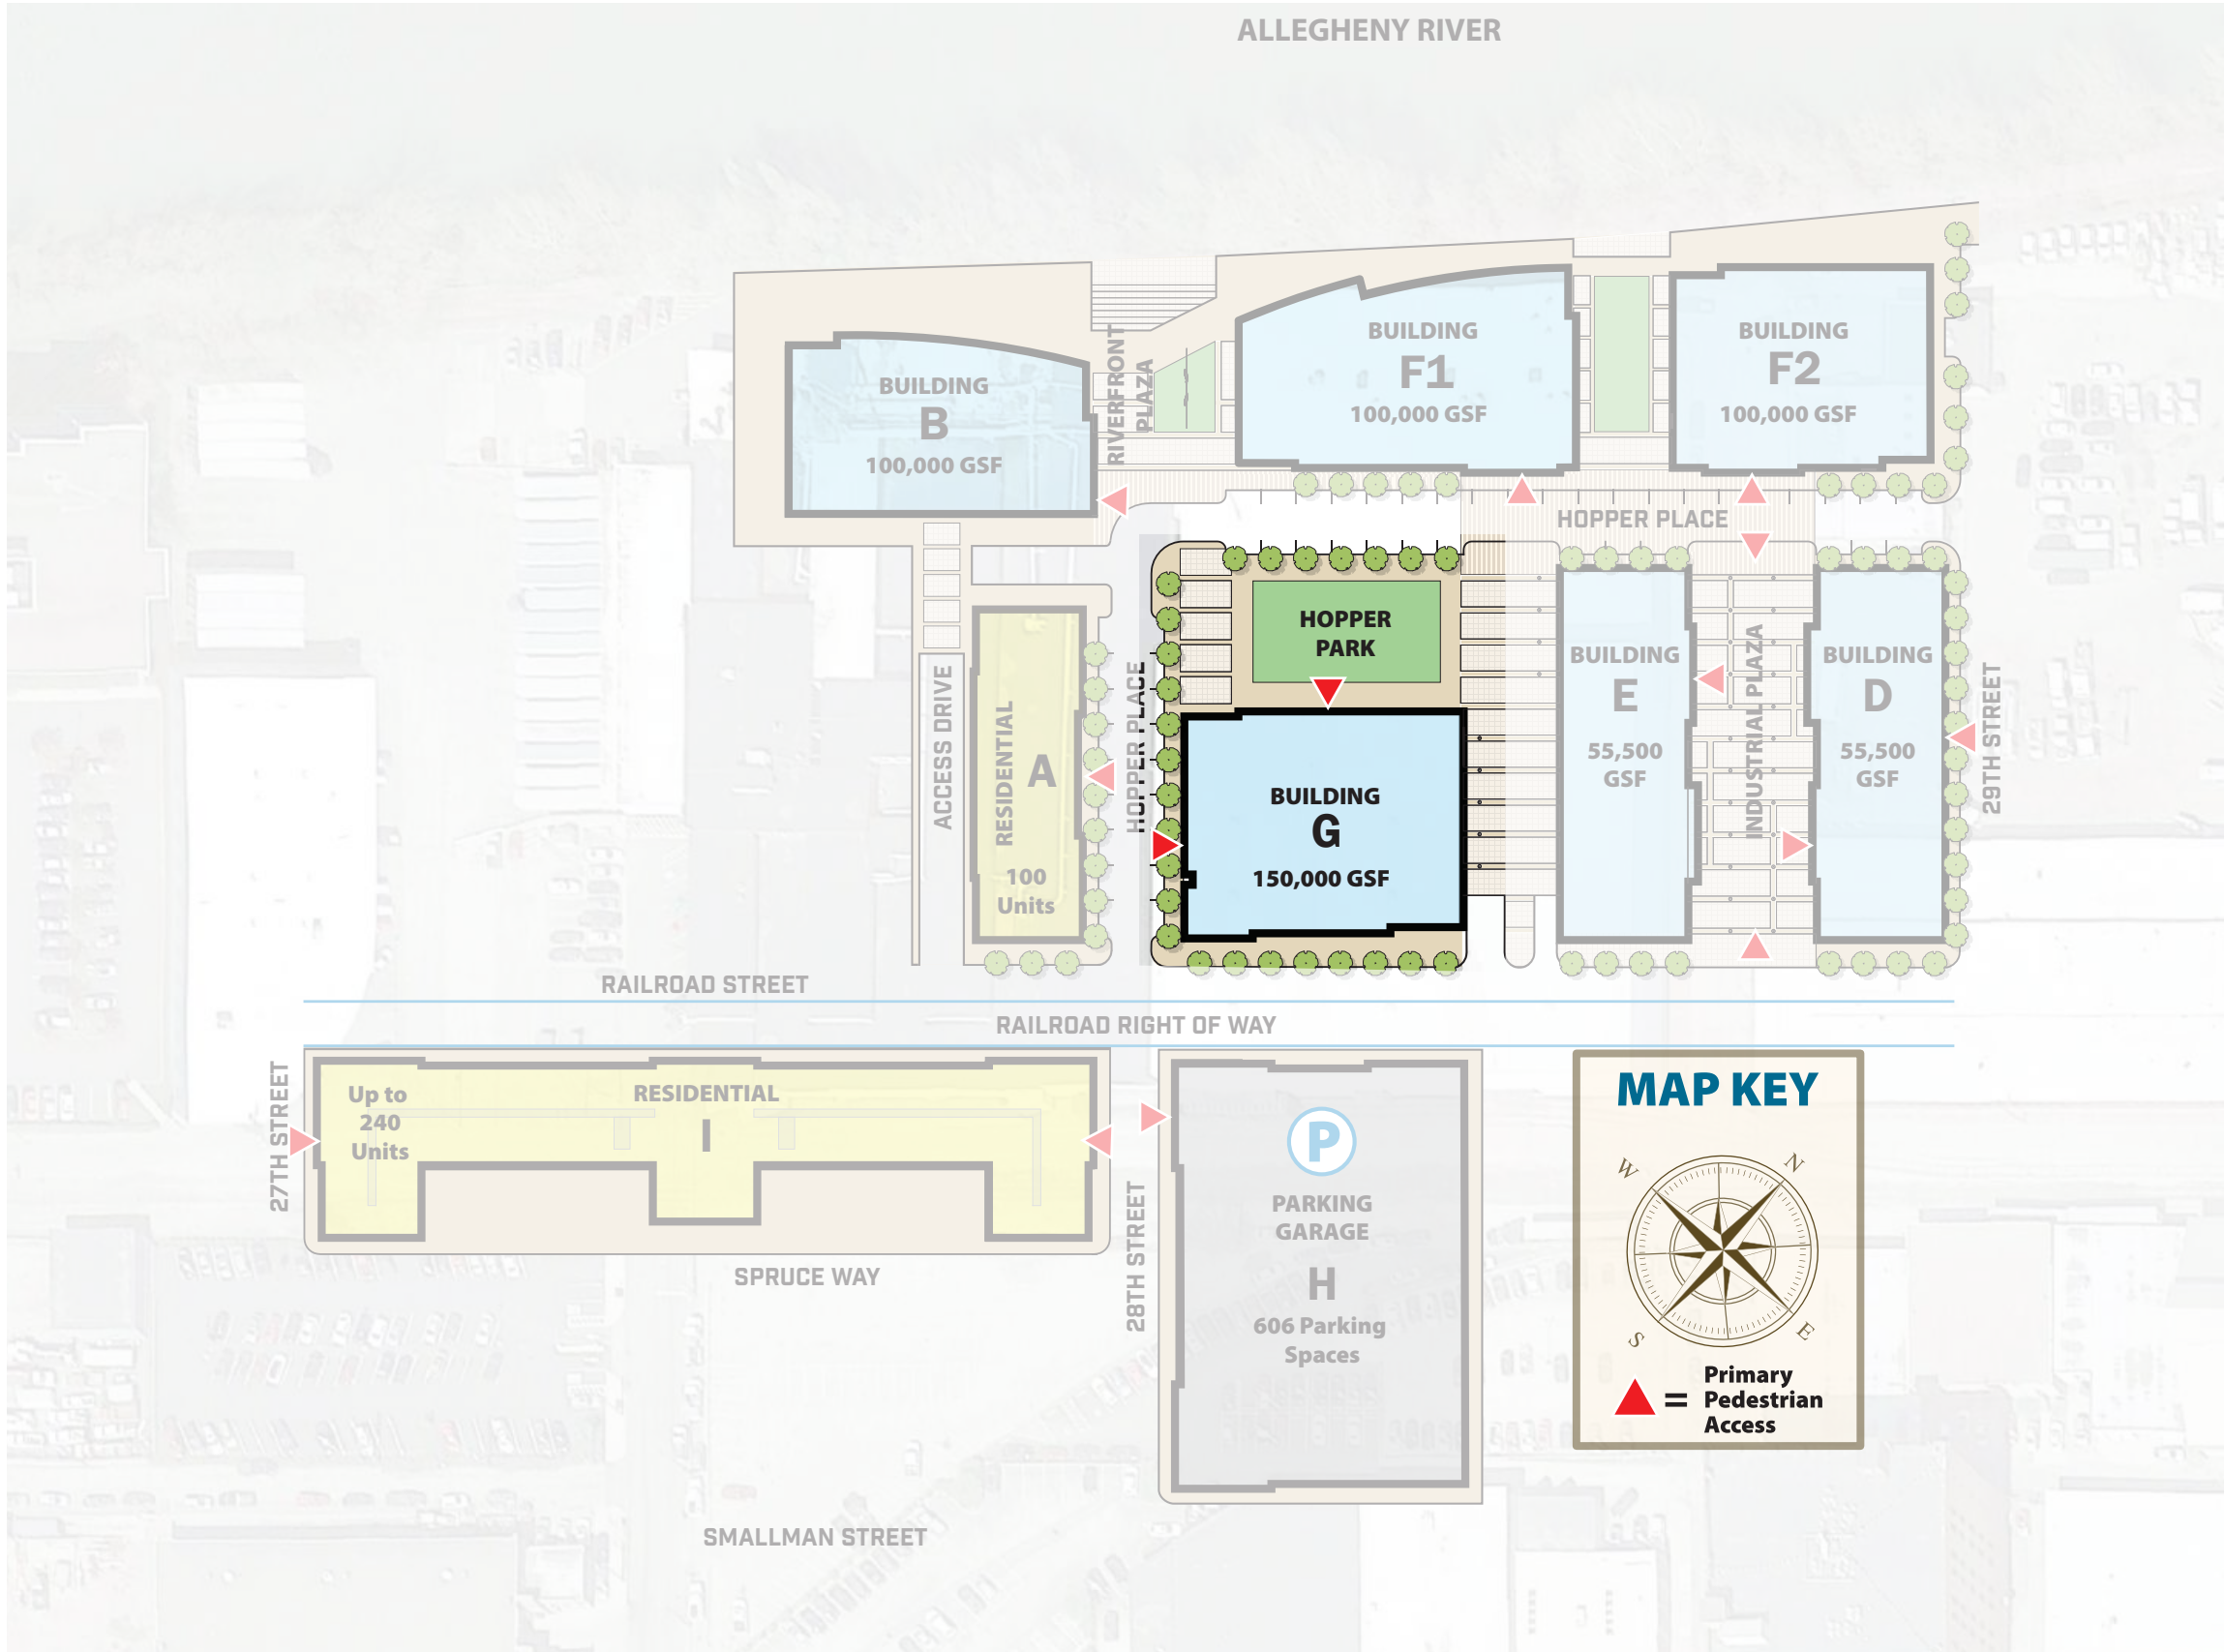 ALLEGHENY RIVER
BUILDING
B
100,000 GSF
RIVERFRONT
PLAZA
BUILDING
F1
100,000 GSF
BUILDING
F2
100,000 GSF
HOPPER PLACE
HOPPER
PARK
BUILDING
G
150,000 GSF
HOPPER PLACE
ACCESS DRIVE
RESIDENTIAL
A
100
Units
BUILDING
E
55,500
GSF
INDUSTRIAL PLAZA
BUILDING
D
55,500
GSF
29TH STREET
RAILROAD STREET
RAILROAD RIGHT OF WAY
27TH STREET
Up to
240
Units
RESIDENTIAL
I
SPRUCE WAY
28TH STREET
P
PARKING
GARAGE
H
606 Parking
Spaces
SMALLMAN STREET
MAP KEY
W
N
S
E
=
Primary
Pedestrian
Access